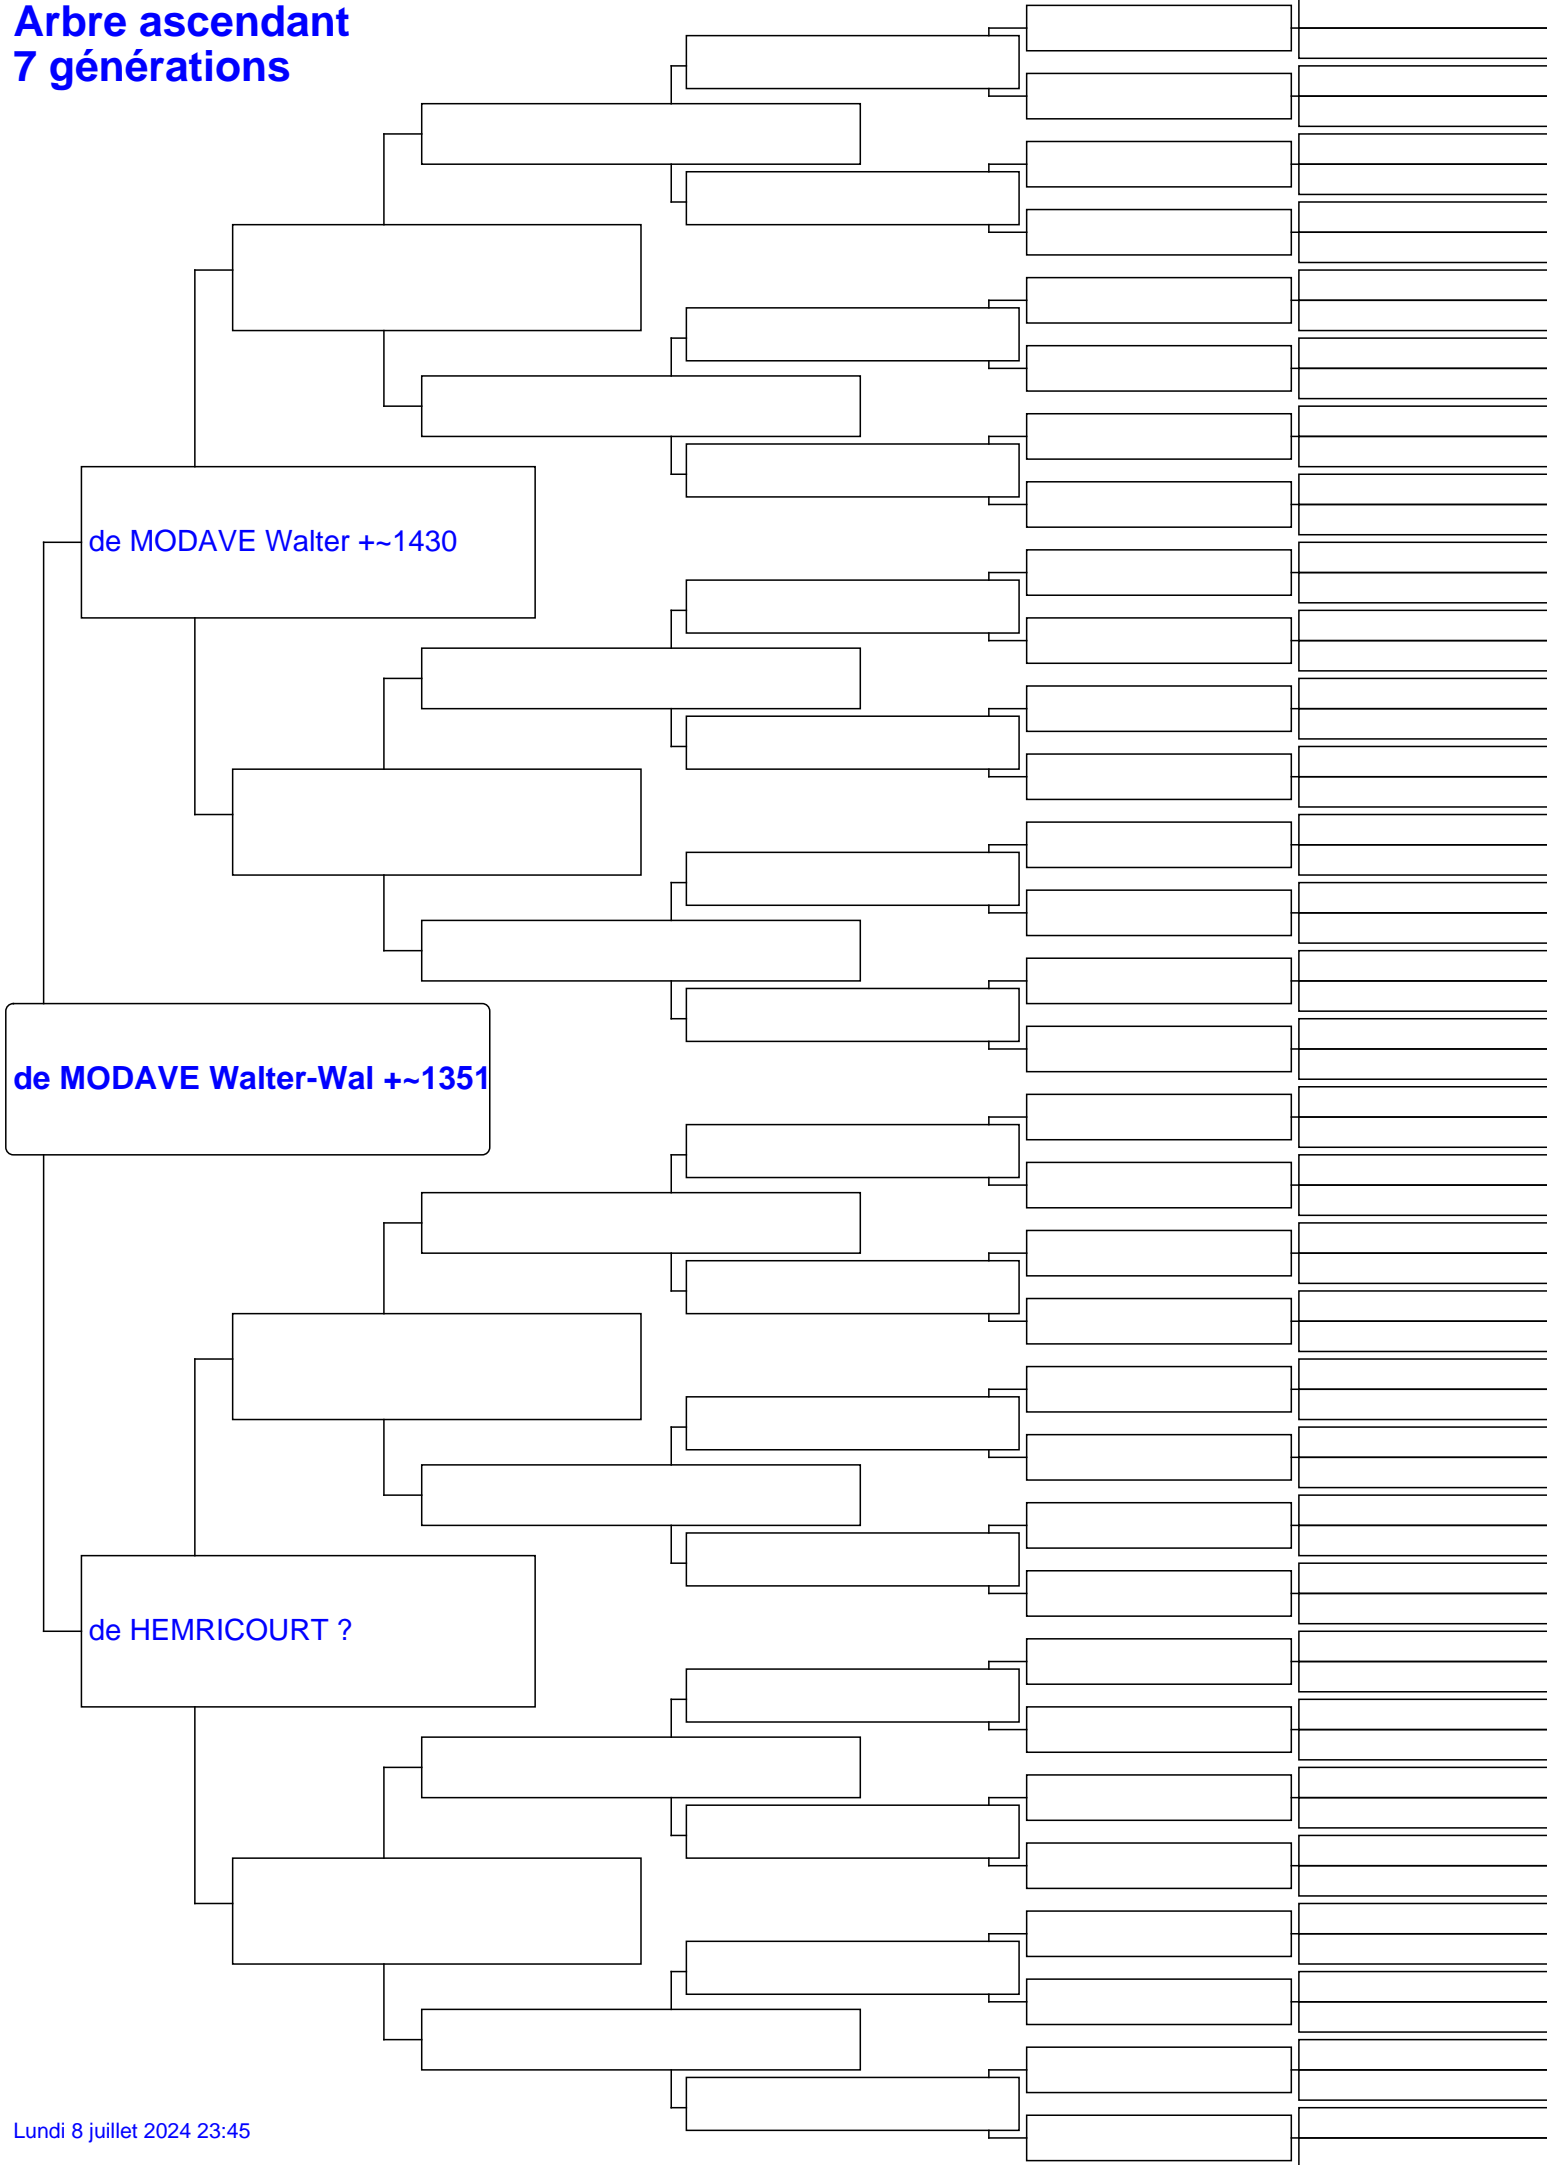 Arbre ascendant
7 générations
de MODAVE Walter +~1430
de MODAVE Walter-Wal +~1351
de HEMRICOURT ?
Lundi 8 juillet 2024 23:45